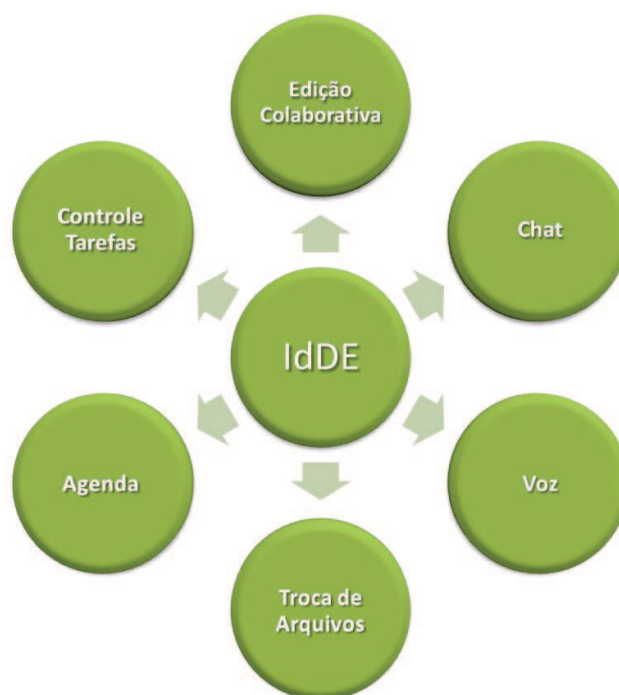 Edição
Colaborativa
Controle
Tarefas
Chat
IdDE
Agenda
Voz
Troca de
Arquivos